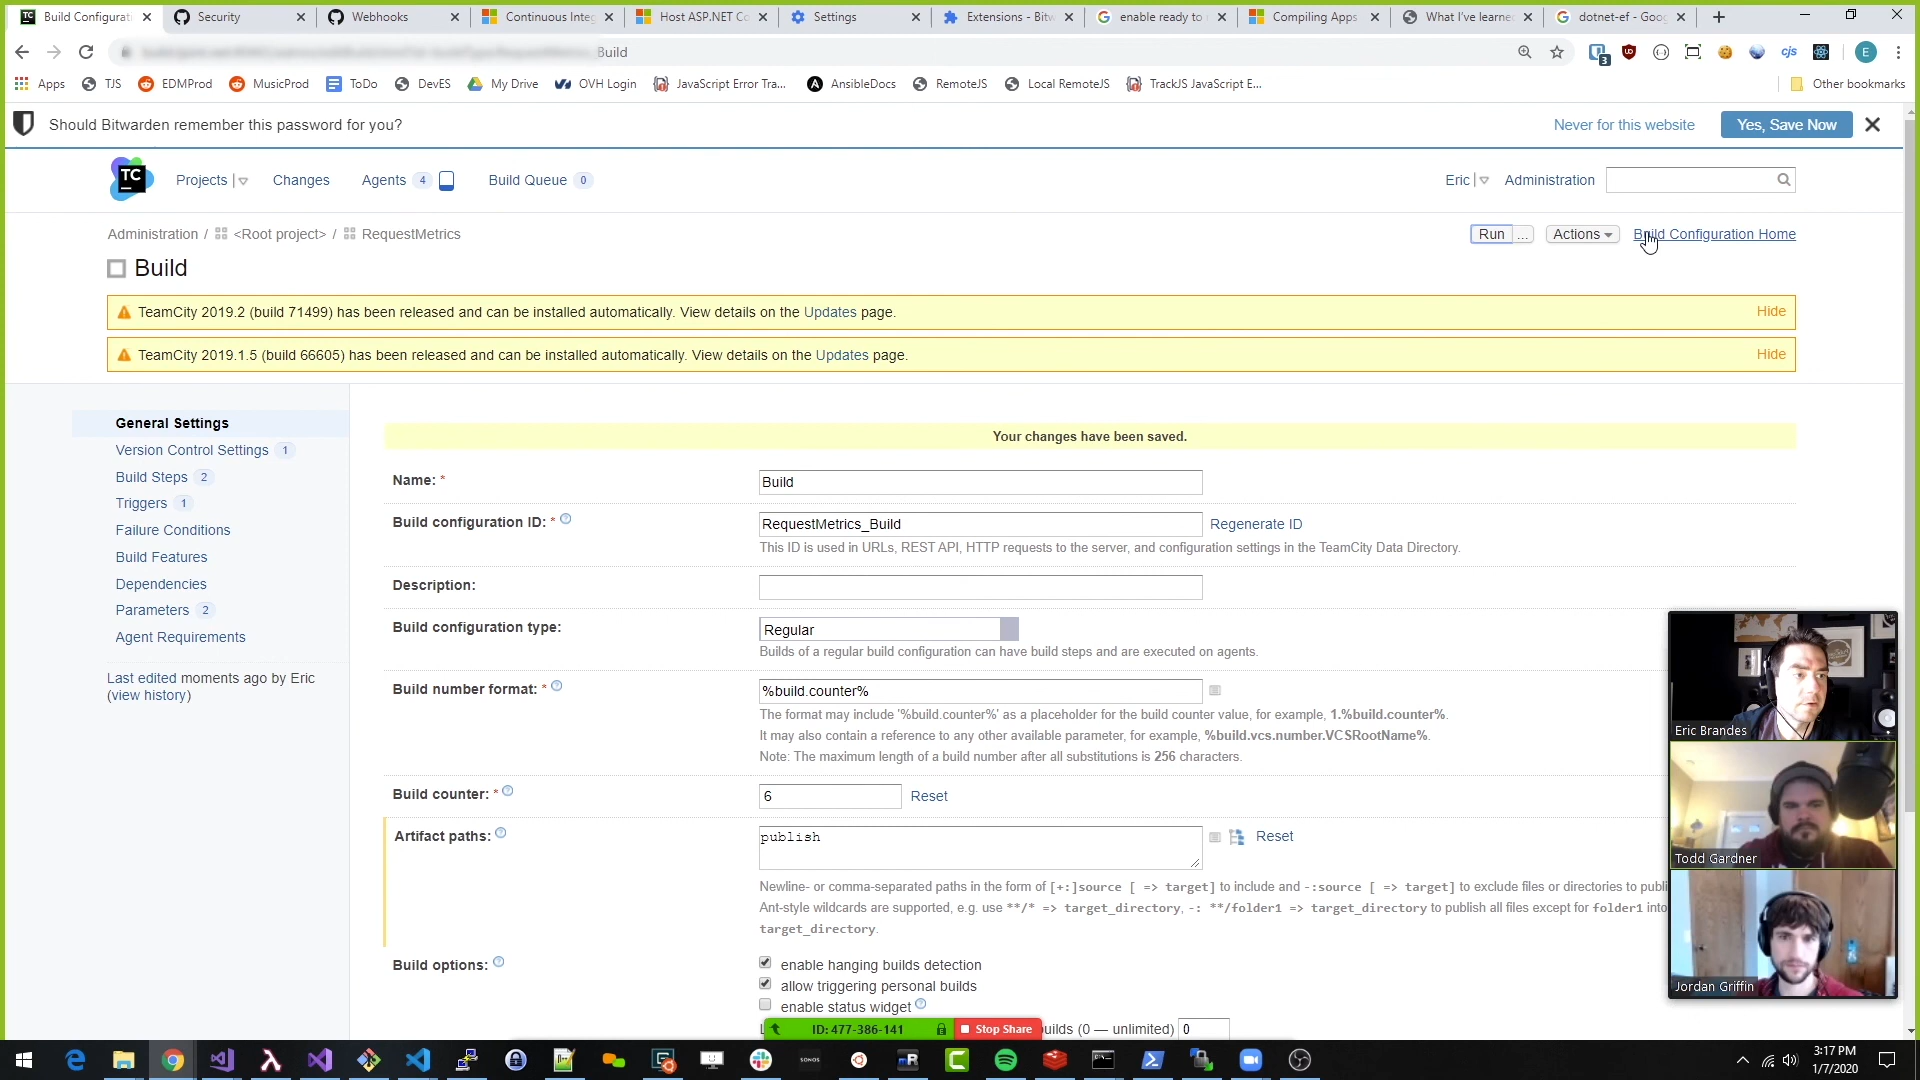 Build Configurat
Security
Webhooks
Continuous Integ
Host ASP.NET Co
Settings
Extensions - Bitw
enable ready to
Compiling Apps
What I've learne
dotnet-ef - Goog
Build
3
cjs
E
Apps
TJS
EDMProd
MusicProd
ToDo
DevES
My Drive
OVH Login
JavaScript Error Tra...
AnsibleDocs
RemoteJS
Local RemoteJS
TrackJS JavaScript E...
Other bookmarks
Should Bitwarden remember this password for you?
Never for this website
Yes, Save Now
TC
Projects
Changes
Agents 4
Build Queue 0
Eric
Administration
Administration / <Root project> / RequestMetrics
Run ...
Actions
Build Configuration Home
Build
TeamCity 2019.2 (build 71499) has been released and can be installed automatically. View details on the Updates page.
Hide
TeamCity 2019.1.5 (build 66605) has been released and can be installed automatically. View details on the Updates page.
Hide
General Settings
Version Control Settings 1
Build Steps 2
Triggers 1
Failure Conditions
Build Features
Dependencies
Parameters 2
Agent Requirements
Last edited moments ago by Eric
(view history)
Your changes have been saved.
Name: *
Build
Build configuration ID: *
RequestMetrics_Build
Regenerate ID
This ID is used in URLs, REST API, HTTP requests to the server, and configuration settings in the TeamCity Data Directory.
Description:
Build configuration type:
Regular
Builds of a regular build configuration can have build steps and are executed on agents.
Build number format: *
%build.counter%
The format may include '%build.counter%' as a placeholder for the build counter value, for example, 1.%build.counter%.
It may also contain a reference to any other available parameter, for example, %build.vcs.number.VCSRootName%.
Note: The maximum length of a build number after all substitutions is 256 characters.
Build counter: *
6
Reset
Artifact paths:
publish
Reset
Newline- or comma-separated paths in the form of [+:]source [ => target] to include and -:source [ => target] to exclude files or directories to publi
Ant-style wildcards are supported, e.g. use **/* => target_directory, -: **/folder1 => target_directory to publish all files except for folder1 into
target_directory.
Build options:
enable hanging builds detection
allow triggering personal builds
enable status widget
uilds (0 — unlimited) 0
ID: 477-386-141
Stop Share
Eric Brandes
Todd Gardner
Jordan Griffin
SONOS
3:17 PM
1/7/2020